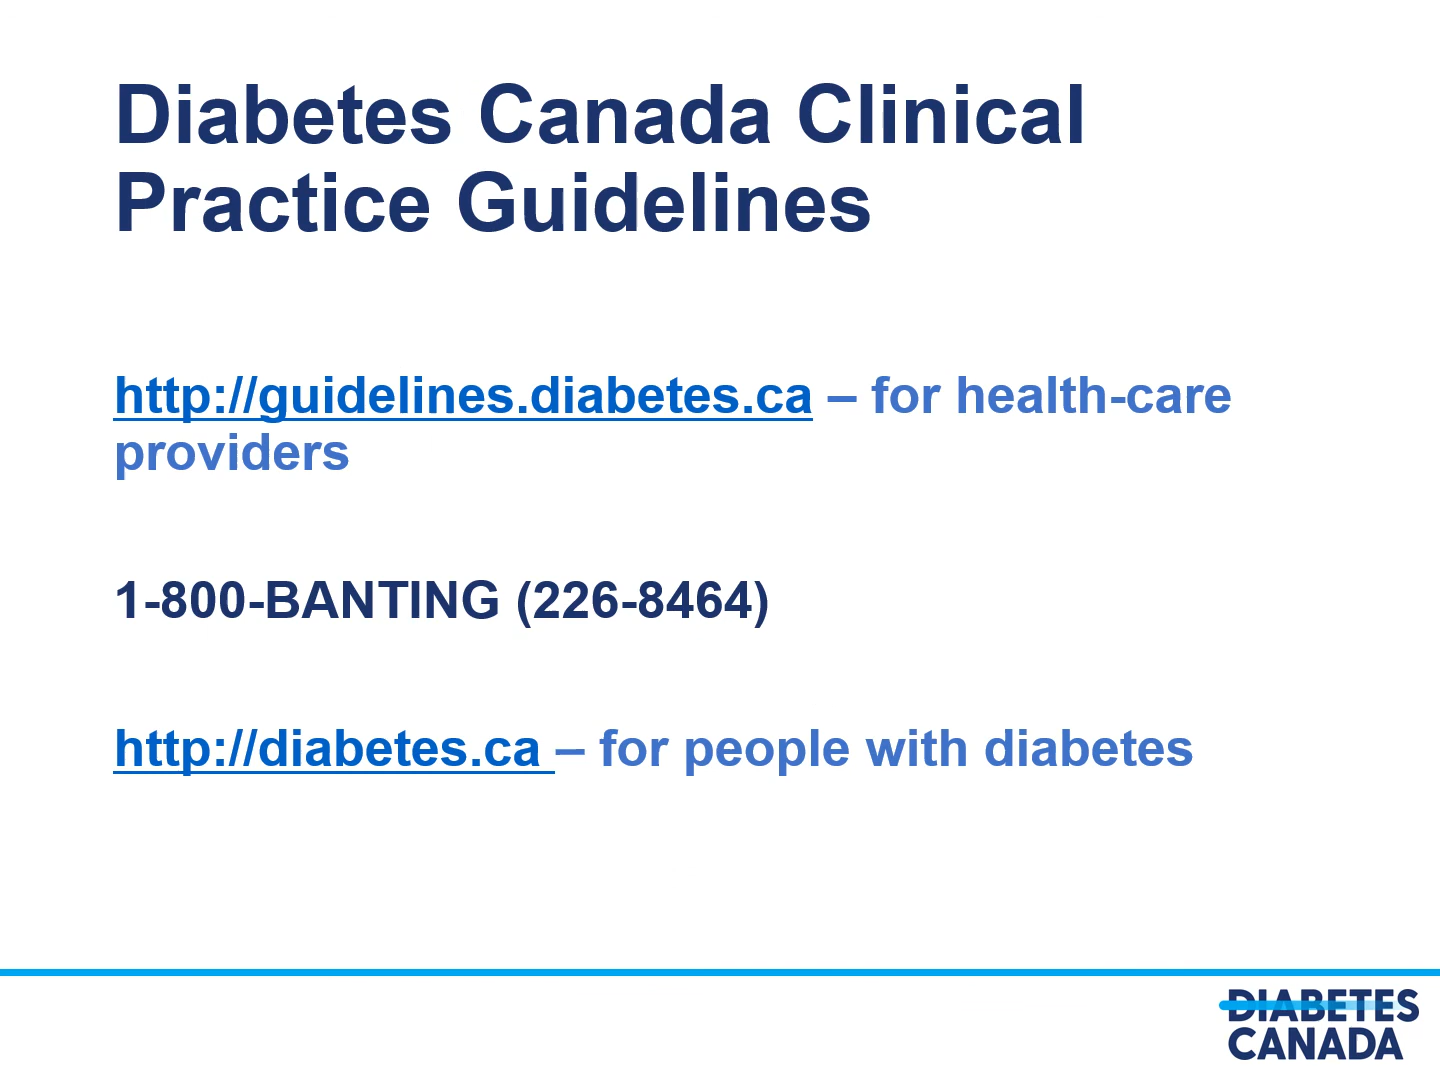 Diabetes Canada Clinical
Practice Guidelines
http://guidelines.diabetes.ca – for health-care
providers
1-800-BANTING (226-8464)
http://diabetes.ca – for people with diabetes
DIABETES
CANADA